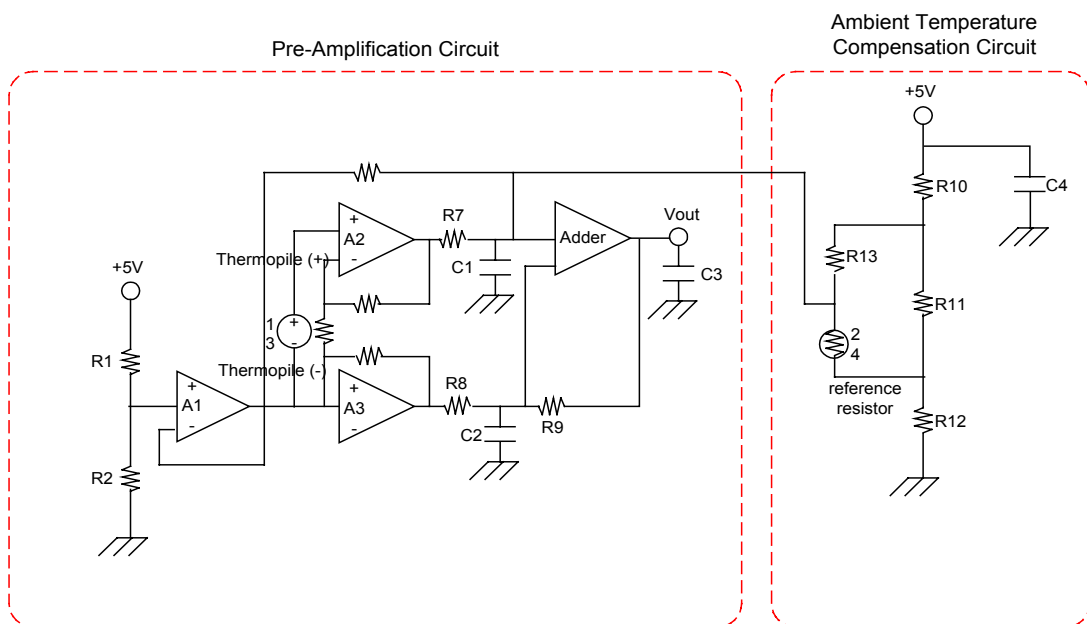 Pre-Amplification Circuit
Ambient Temperature
Compensation Circuit
+5V
R10
C4
R13
R11
2
4
reference
resistor
R12
+
A2
-
R7
C1
Adder
Vout
C3
Thermopile (+)
+5V
1
3
+
-
Thermopile (-)
R1
+
A1
-
R2
+
A3
-
R8
C2
R9